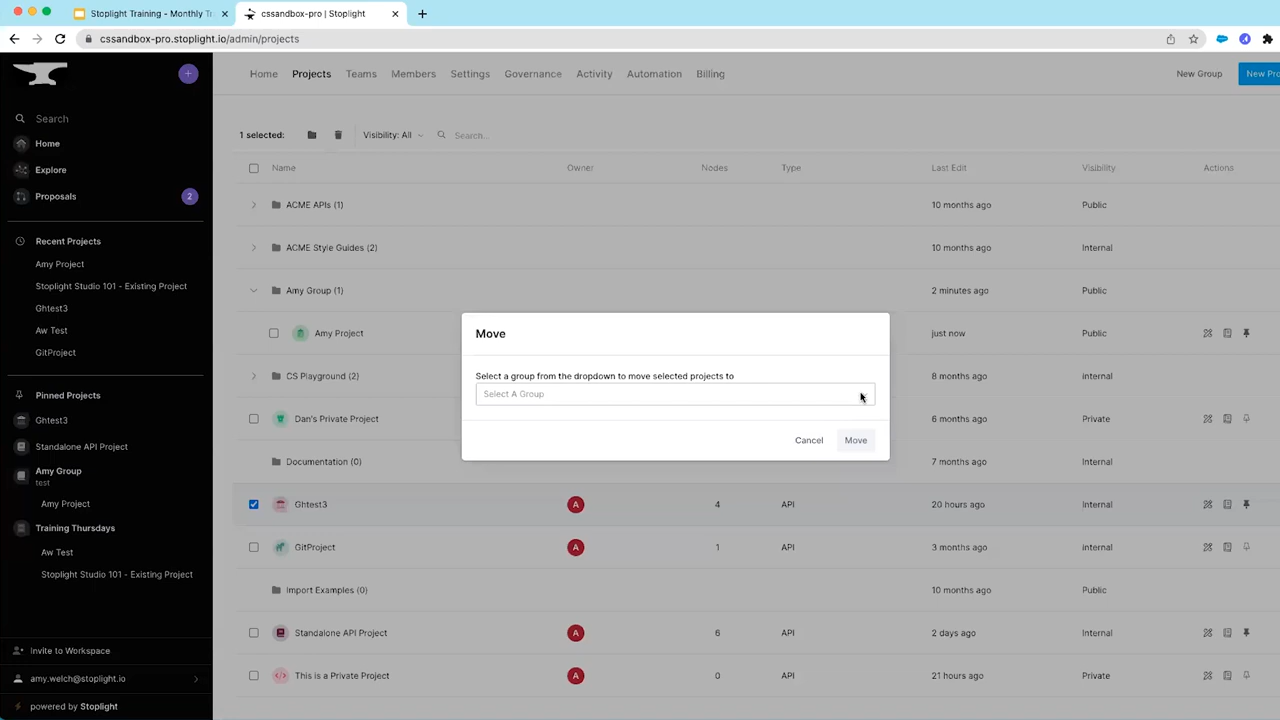 Stoplight Training - Monthly Tr
cssandbox-pro | Stoplight
cssandbox-pro.stoplight.io/admin/projects
Search
Home
Explore
Proposals 2
Recent Projects
Amy Project
Stoplight Studio 101 - Existing Project
Ghtest3
Aw Test
GitProject
Pinned Projects
Ghtest3
Standalone API Project
Amy Group
test
Amy Project
Training Thursdays
Aw Test
Stoplight Studio 101 - Existing Project
Invite to Workspace
amy.welch@stoplight.io
powered by Stoplight
Home Projects Teams Members Settings Governance Activity Automation Billing New Group New Pro
1 selected: Visibility: All Search...
Name Owner Nodes Type Last Edit Visibility Actions
ACME APIs (1) 10 months ago Public
ACME Style Guides (2) 10 months ago Internal
Amy Group (1) 2 minutes ago Public
Amy Project just now Public
CS Playground (2) 8 months ago Internal
Dan's Private Project 6 months ago Private
Documentation (0) 7 months ago Internal
Ghtest3 A 4 API 20 hours ago Internal
GitProject A 1 API 3 months ago Internal
Import Examples (0) 10 months ago Public
Standalone API Project A 6 API 2 days ago Internal
This is a Private Project A 0 API 21 hours ago Private
Move
Select a group from the dropdown to move selected projects to
Select A Group
Cancel Move